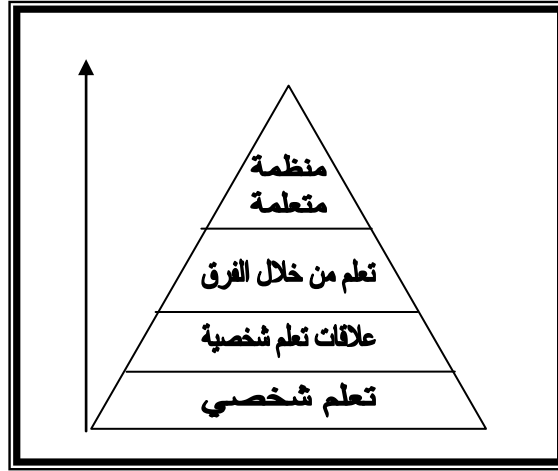 منظمة
متعلمة
تعلم من خلال الفرق
علاقات تعلم شخصية
تعلم شخصي